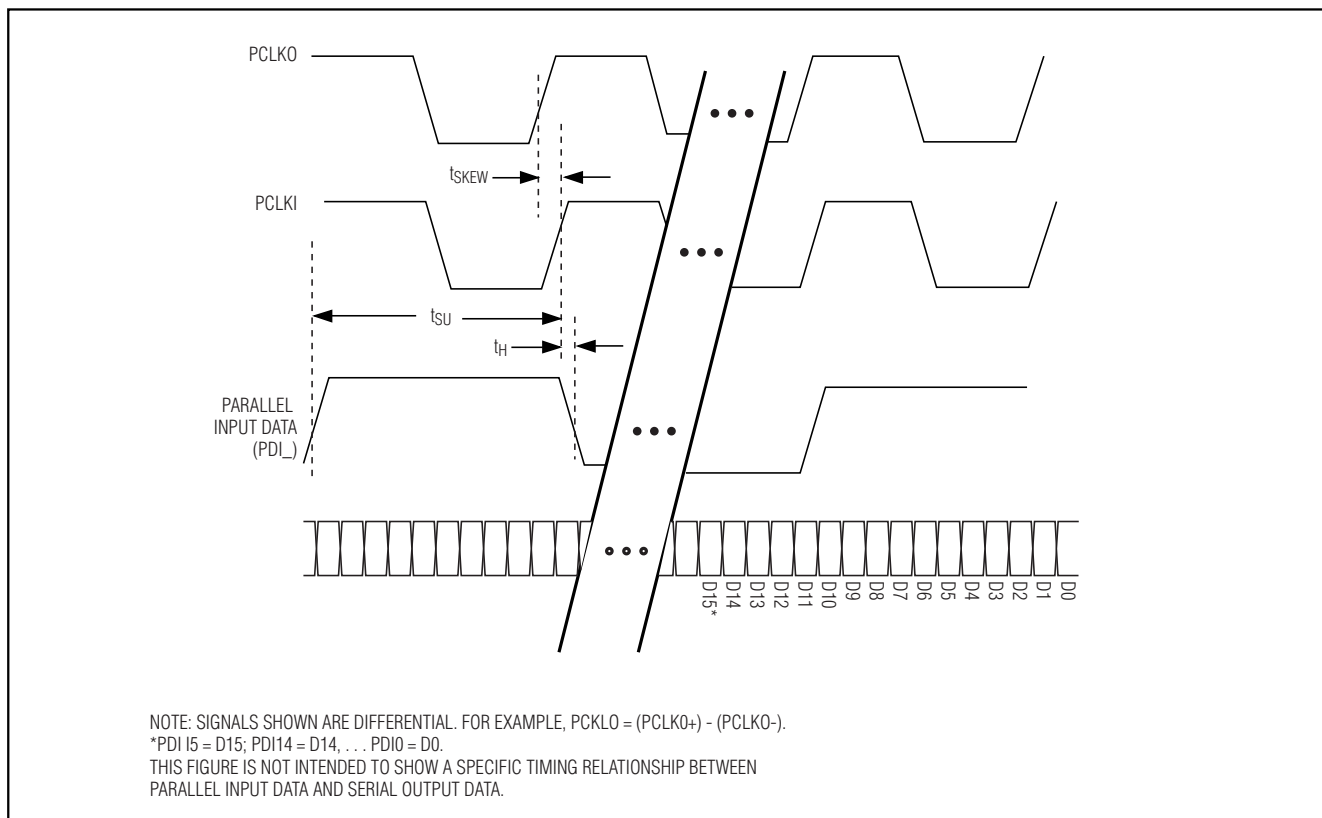 PCLKO
tSKEW
PCLKI
tSU
tH
PARALLEL
INPUT DATA
(PDI_)
D15*
D14
D13
D12
D11
D10
D9
D8
D7
D6
D5
D4
D3
D2
D1
D0
NOTE: SIGNALS SHOWN ARE DIFFERENTIAL. FOR EXAMPLE, PCKLO = (PCLK0+) - (PCLKO-).
*PDI I5 = D15; PDI14 = D14, . . . PDI0 = D0.
THIS FIGURE IS NOT INTENDED TO SHOW A SPECIFIC TIMING RELATIONSHIP BETWEEN
PARALLEL INPUT DATA AND SERIAL OUTPUT DATA.